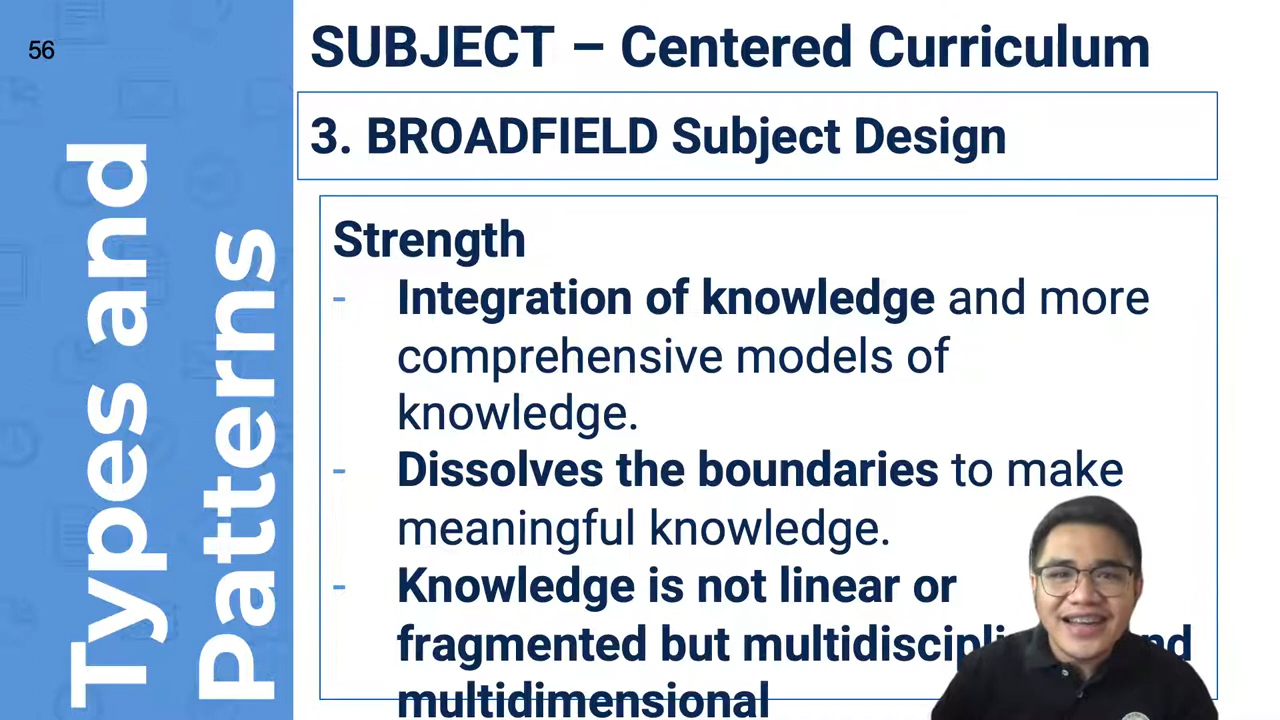 56
Types and
Patterns
SUBJECT – Centered Curriculum
3. BROADFIELD Subject Design
Strength
- Integration of knowledge and more
comprehensive models of
knowledge.
- Dissolves the boundaries to make
meaningful knowledge.
- Knowledge is not linear or
fragmented but
multidimensional